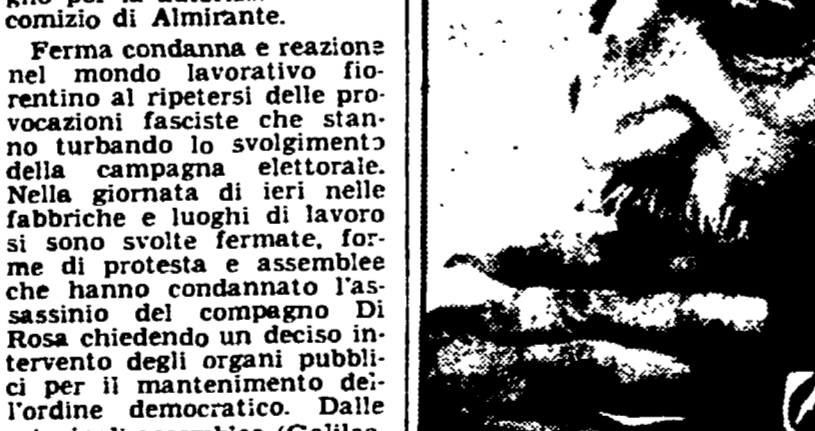 comizio di Almirante.
Ferma condanna e reazione
nel mondo lavorativo fio-
rentino al ripetersi delle pro-
vocazioni fasciste che stan-
no turbando lo svolgimento
della campagna elettorale.
Nella giornata di ieri nelle
fabbriche e luoghi di lavoro
si sono svolte fermate, for-
me di protesta e assemblee
che hanno condannato l'as-
sassinio del compagno Di
Rosa chiedendo un deciso in-
tervento degli organi pubbli-
ci per il mantenimento del-
l'ordine democratico. Dalle